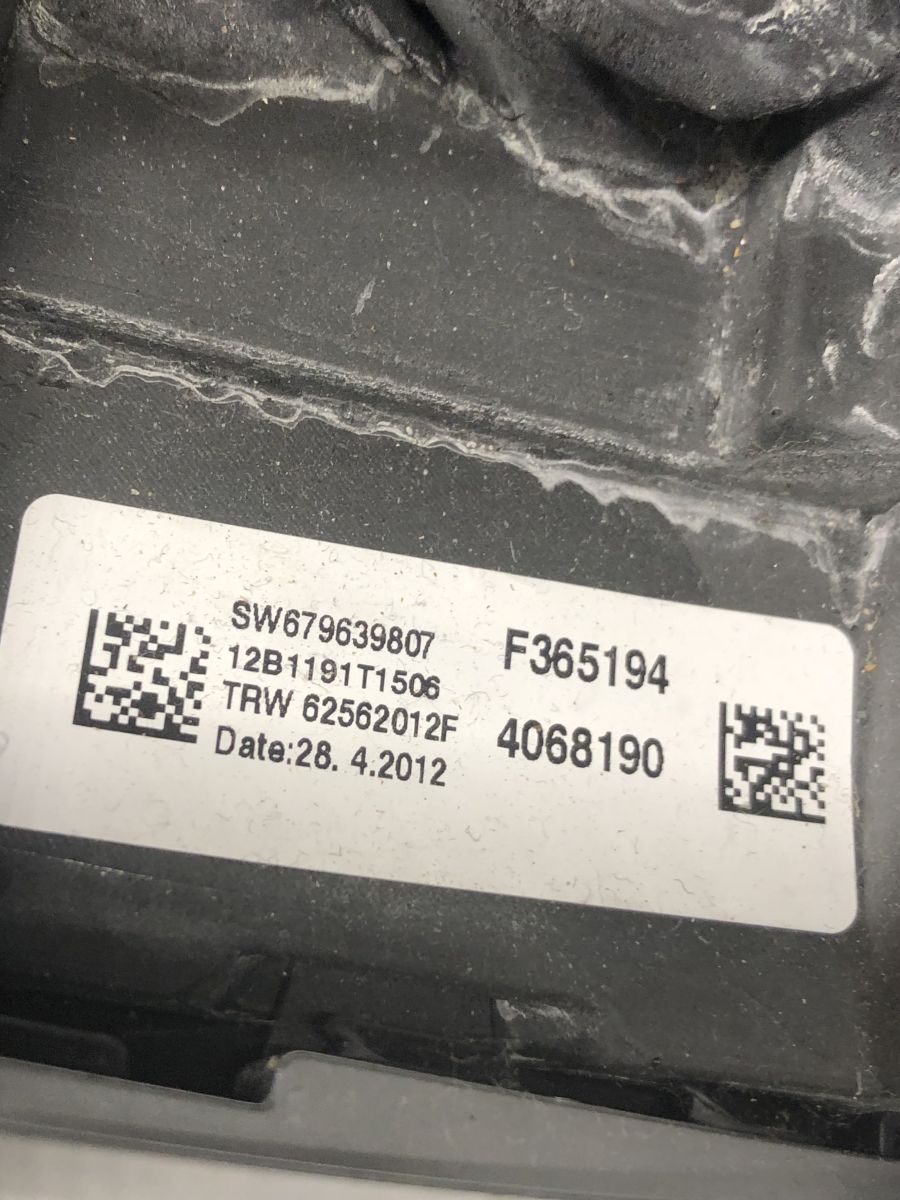 SW679639807
12B1191T1506
TRW 62562012F
Date:28. 4.2012
F365194
4068190